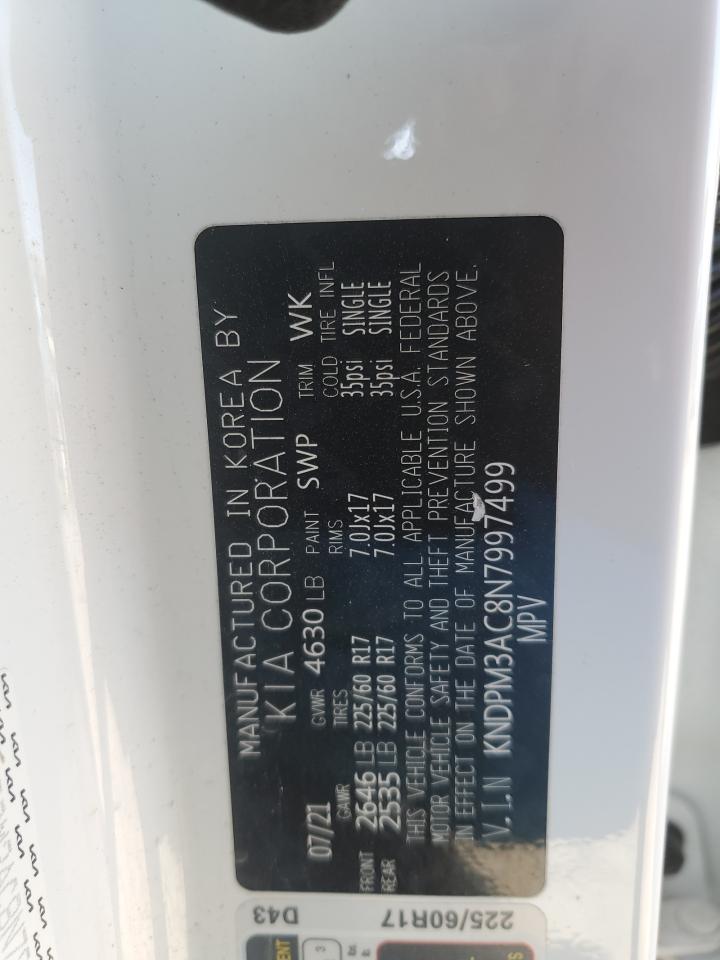 MANUFACTURED IN KOREA BY
KIA CORPORATION
07/21 GVWR 4630 LB PAINT SWP TRIM WK
GAWR TIRES RIMS COLD TIRE INFL
FRONT 2646 LB 225/60 R17 7.0Jx17 35psi SINGLE
REAR 2535 LB 225/60 R17 7.0Jx17 35psi SINGLE
THIS VEHICLE CONFORMS TO ALL APPLICABLE U.S.A. FEDERAL
MOTOR VEHICLE SAFETY AND THEFT PREVENTION STANDARDS
IN EFFECT ON THE DATE OF MANUFACTURE SHOWN ABOVE.
V.I.N KNDPM3AC8N7997499
MPV
D43
225/60R17
3